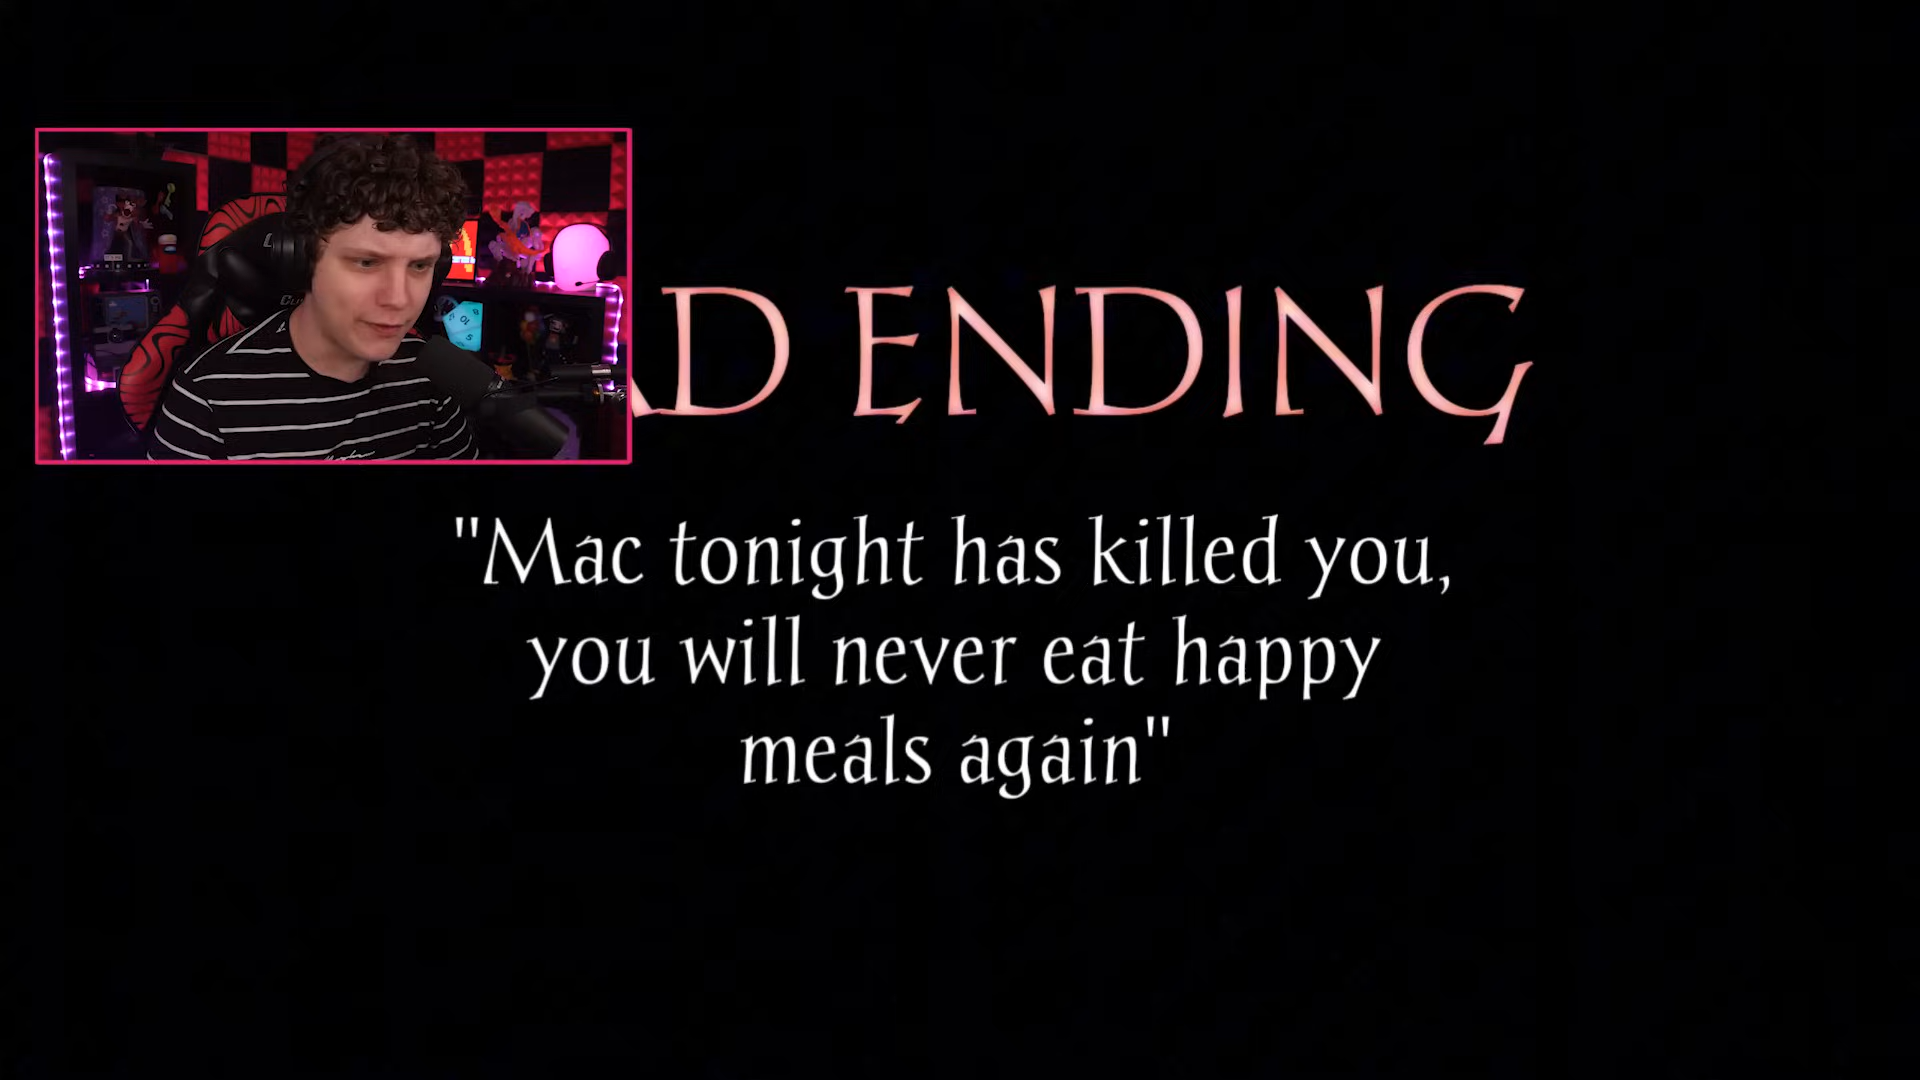 AD ENDING
"Mac tonight has killed you,
you will never eat happy
meals again"